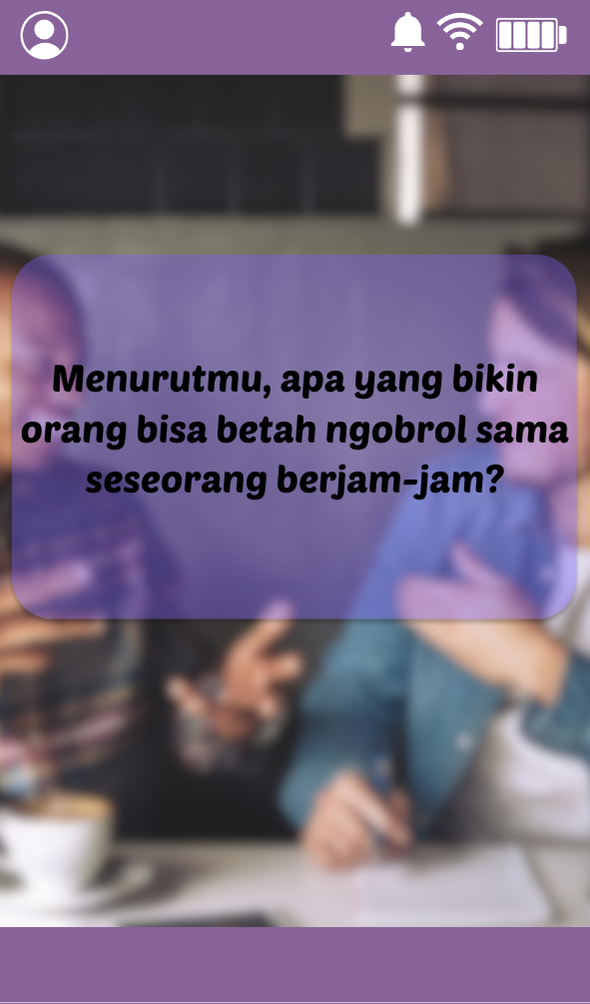 Menurutmu, apa yang bikin
orang bisa betah ngobrol sama
seseorang berjam-jam?